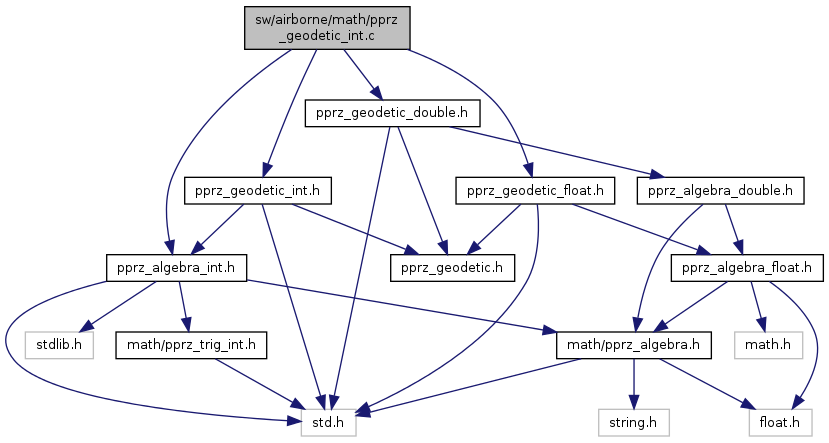 sw/airborne/math/pprz
_geodetic_int.c
pprz_geodetic_double.h
pprz_geodetic_int.h
pprz_geodetic_float.h
pprz_algebra_double.h
pprz_algebra_int.h
pprz_geodetic.h
pprz_algebra_float.h
stdlib.h
math/pprz_trig_int.h
math/pprz_algebra.h
math.h
std.h
string.h
float.h